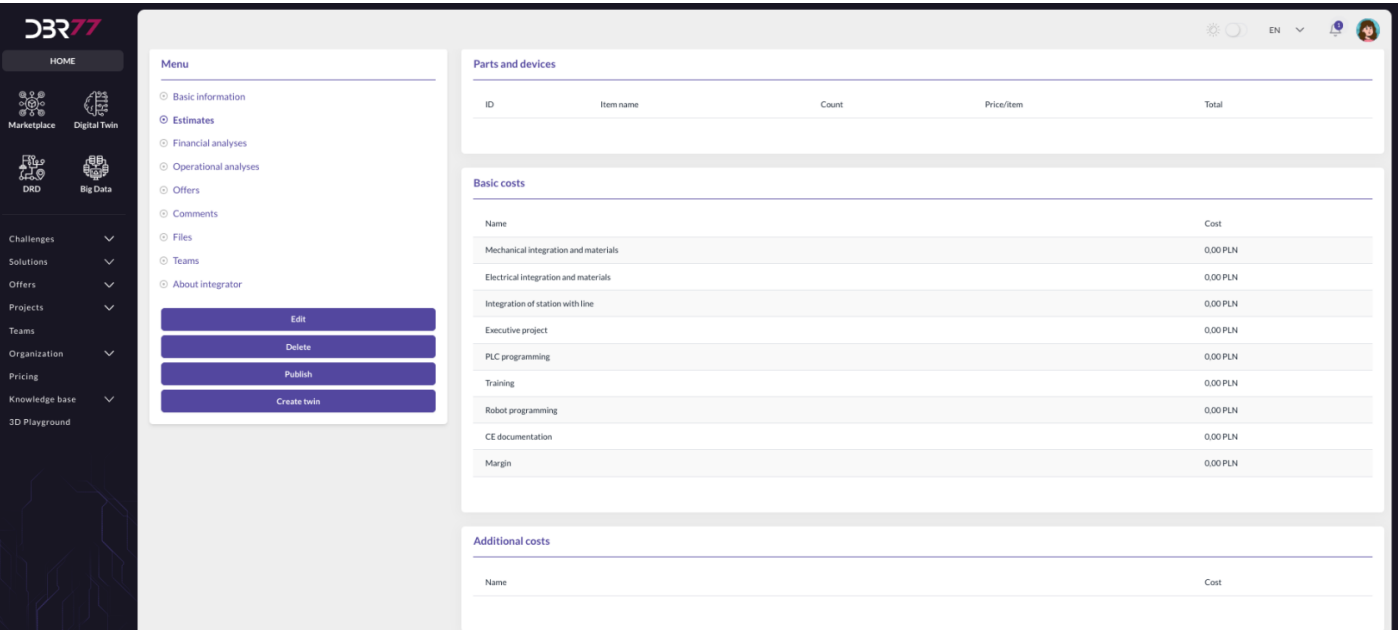 DBR77
HOME
Marketplace Digital Twin
DRD Big Data
Challenges
Solutions
Offers
Projects
Teams
Organization
Pricing
Knowledge base
3D Playground
EN
1
Menu
Basic information
Estimates
Financial analyses
Operational analyses
Offers
Comments
Files
Teams
About integrator
Edit
Delete
Publish
Create twin
Parts and devices
ID Item name Count Price/item Total
Basic costs
Name Cost
Mechanical integration and materials 0,00 PLN
Electrical integration and materials 0,00 PLN
Integration of station with line 0,00 PLN
Executive project 0,00 PLN
PLC programming 0,00 PLN
Training 0,00 PLN
Robot programming 0,00 PLN
CE documentation 0,00 PLN
Margin 0,00 PLN
Additional costs
Name Cost